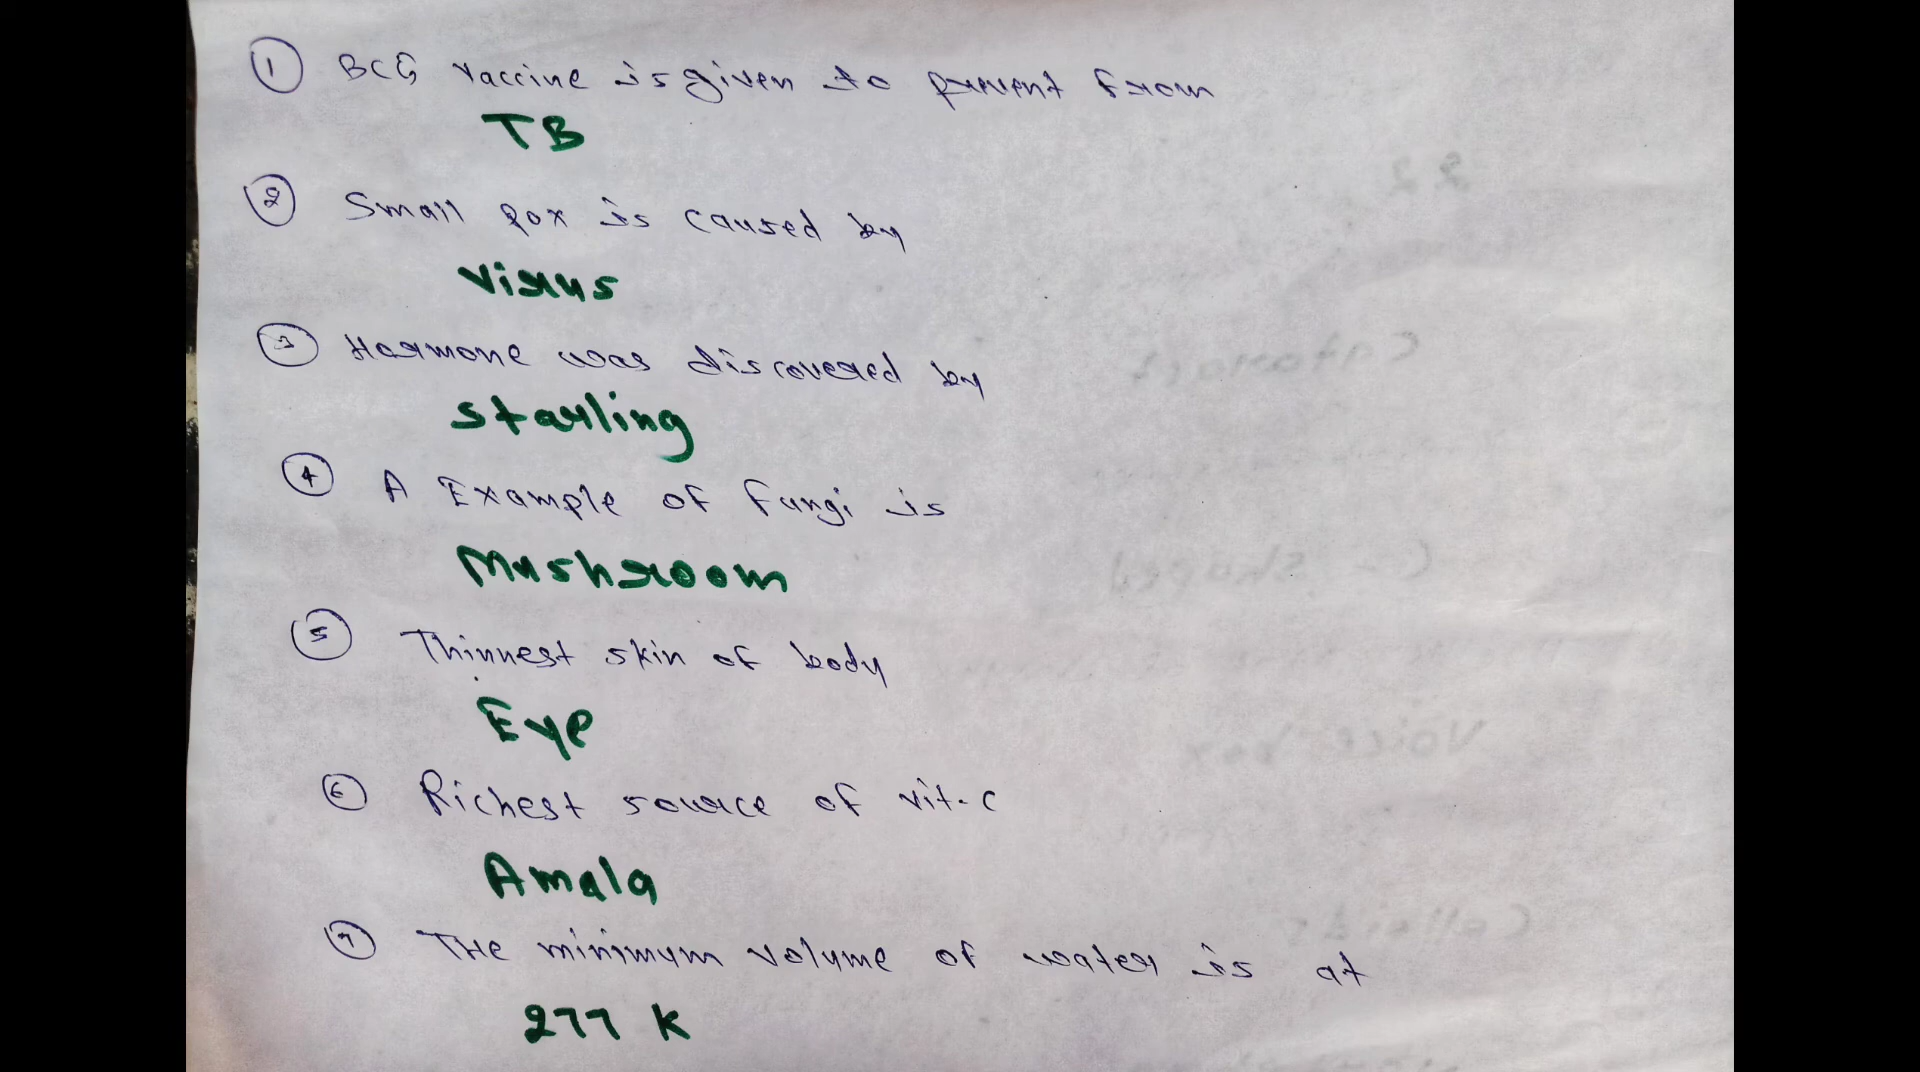 ① BCG vaccine is given to prevent from
TB
② Small pox is caused by
Virus
③ Harmone was discovered by
Starling
④ A Example of fungi is
Mushroom
⑤ Thinnest skin of body
Eye
⑥ Richest source of vit. C
Amala
⑦ THe minimum volume of water is at
277 K